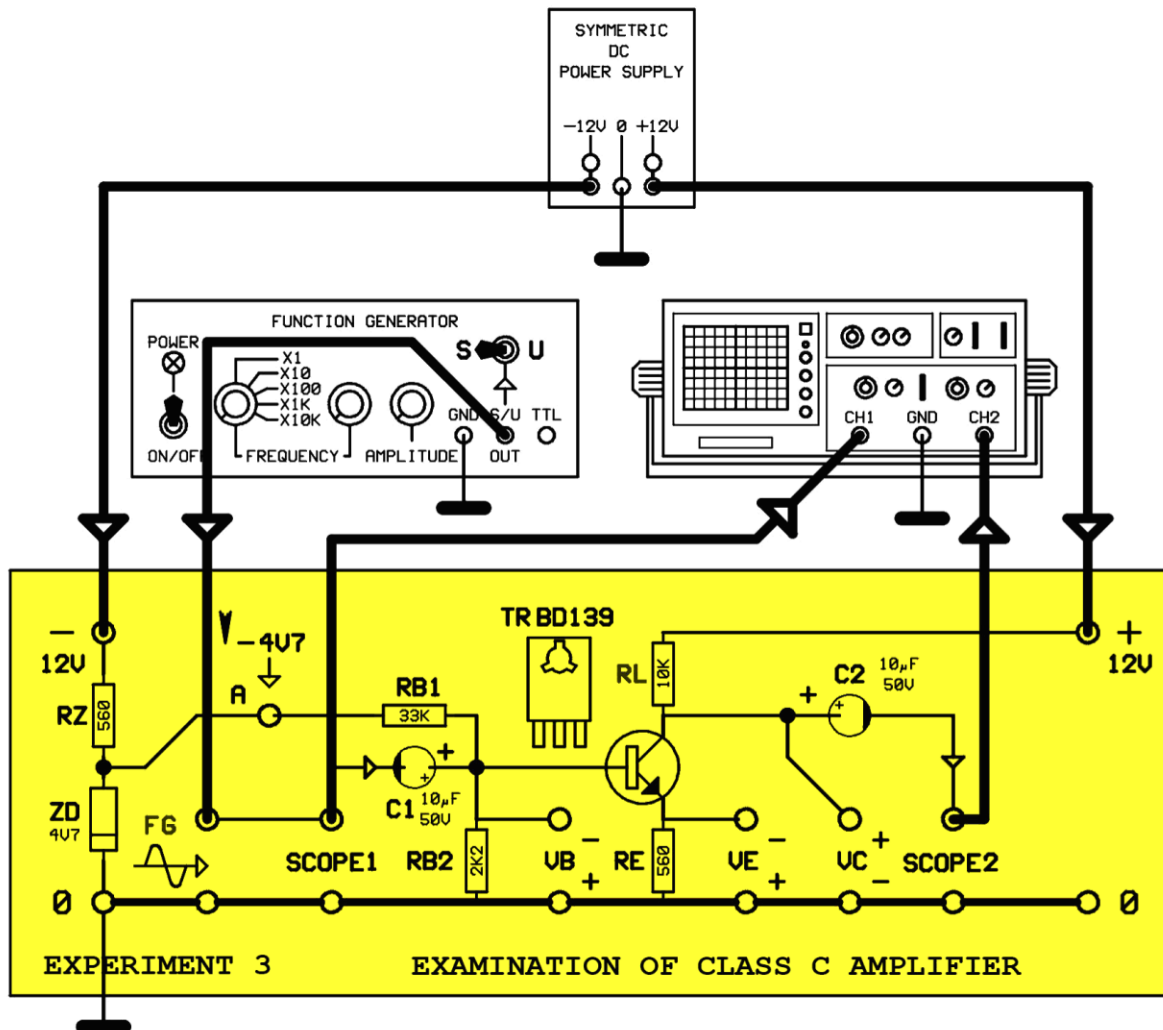 SYMMETRIC
DC
POWER SUPPLY
-12V 0 +12V
FUNCTION GENERATOR
POWER
S U
X1
X10
X100
X1K
X10K
GND S/U TTL
ON/OFF FREQUENCY AMPLITUDE OUT
CH1 GND CH2
-
12V
-4V7
A
RZ
560
RB1
33K
TR BD139
RL
10K
C2
10µF
50V
+
+
12V
+
+
C1
10µF
50V
+
+
ZD
4V7
FG
SCOPE1
RB2
2K2
VB
-
+
RE
560
VE
-
+
VC
+
-
SCOPE2
0
0
EXPERIMENT 3 EXAMINATION OF CLASS C AMPLIFIER